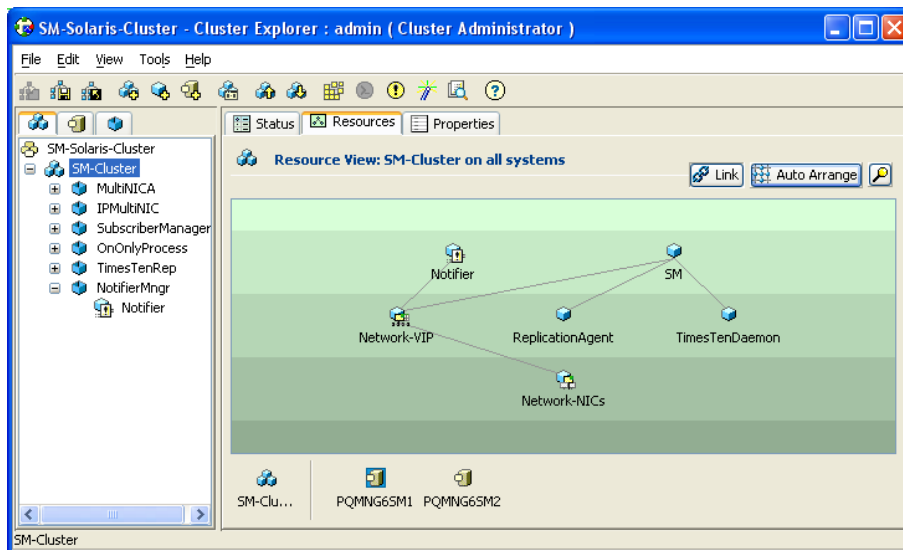 SM-Solaris-Cluster - Cluster Explorer : admin ( Cluster Administrator )
File Edit View Tools Help
Status Resources Properties
SM-Solaris-Cluster
SM-Cluster
MultiNICA
IPMultiNIC
SubscriberManager
OnOnlyProcess
TimesTenRep
NotifierMngr
Notifier
Resource View: SM-Cluster on all systems
Link Auto Arrange
Notifier SM
Network-VIP ReplicationAgent TimesTenDaemon
Network-NICs
SM-Clu... PQMNG6SM1 PQMNG6SM2
SM-Cluster